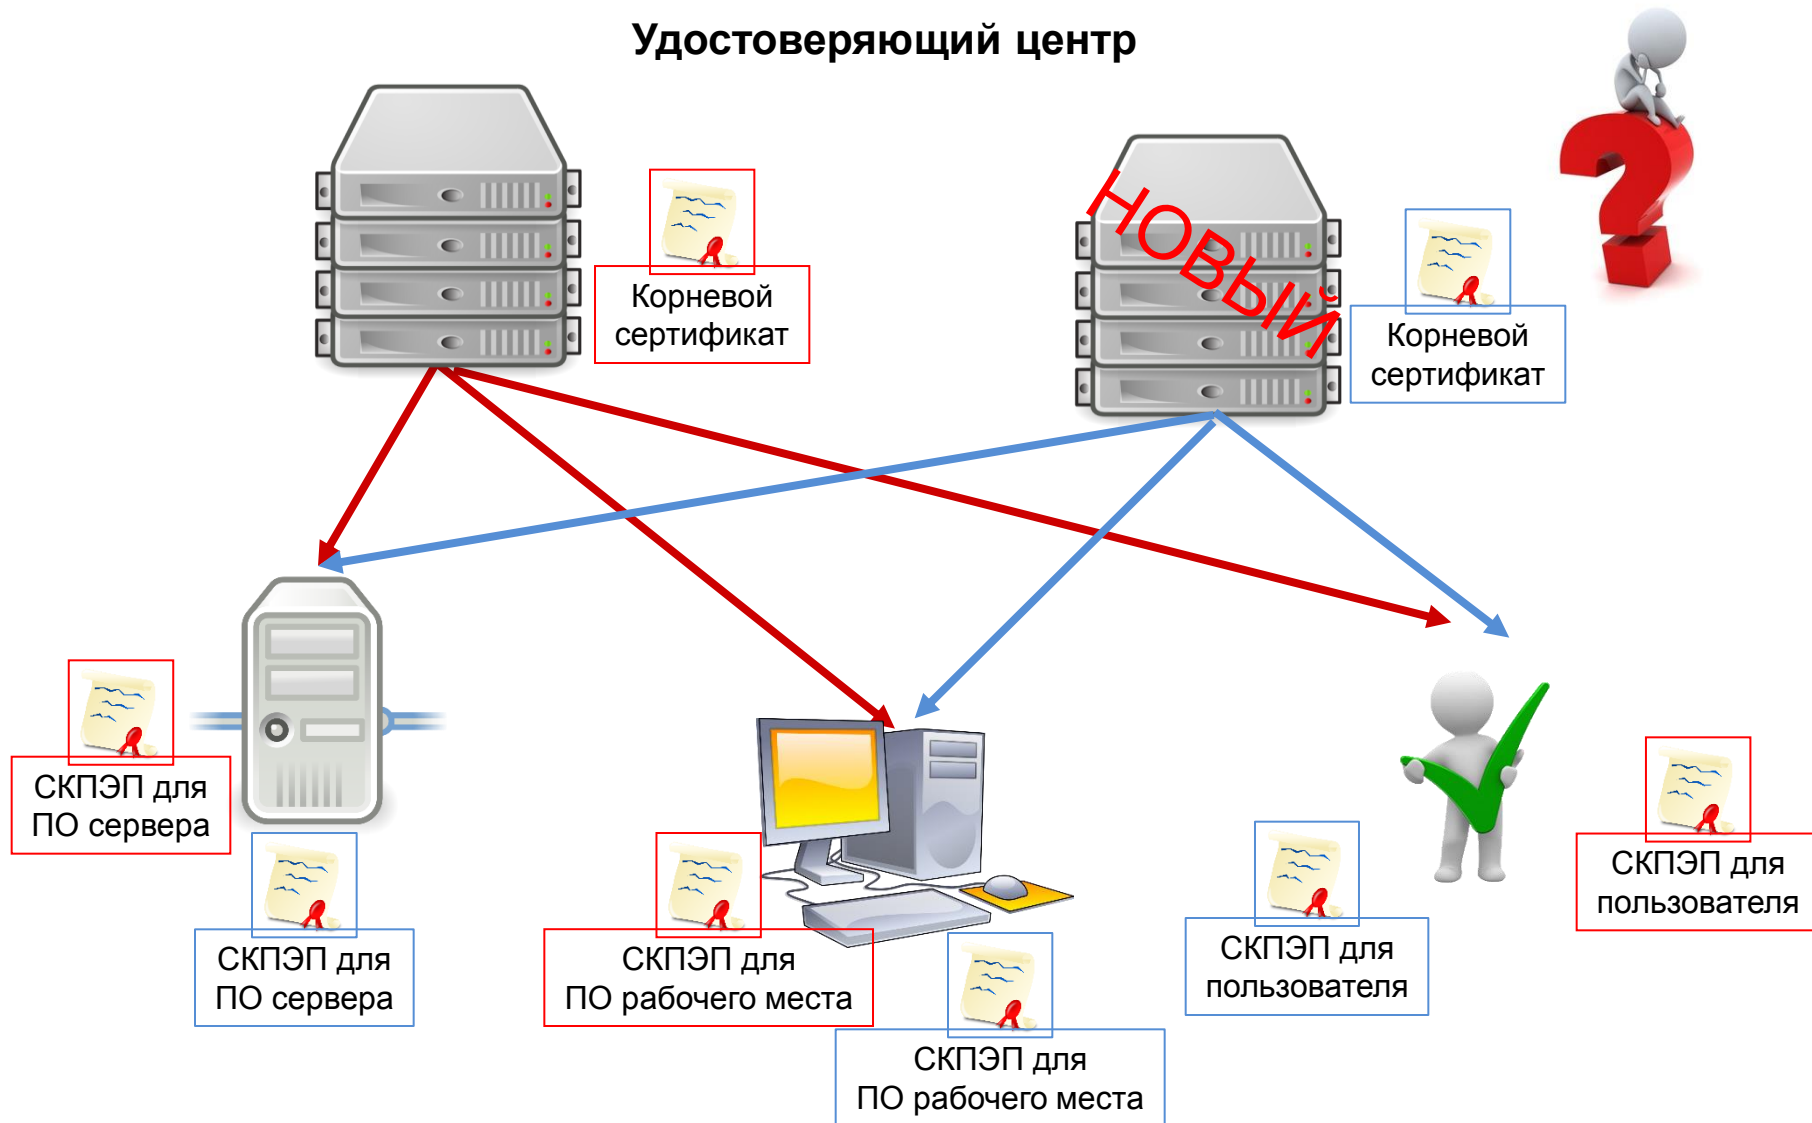 Удостоверяющий центр
НОВЫЙ
Корневой
сертификат
Корневой
сертификат
СКПЭП для
ПО сервера
СКПЭП для
ПО сервера
СКПЭП для
ПО рабочего места
СКПЭП для
ПО рабочего места
СКПЭП для
пользователя
СКПЭП для
пользователя